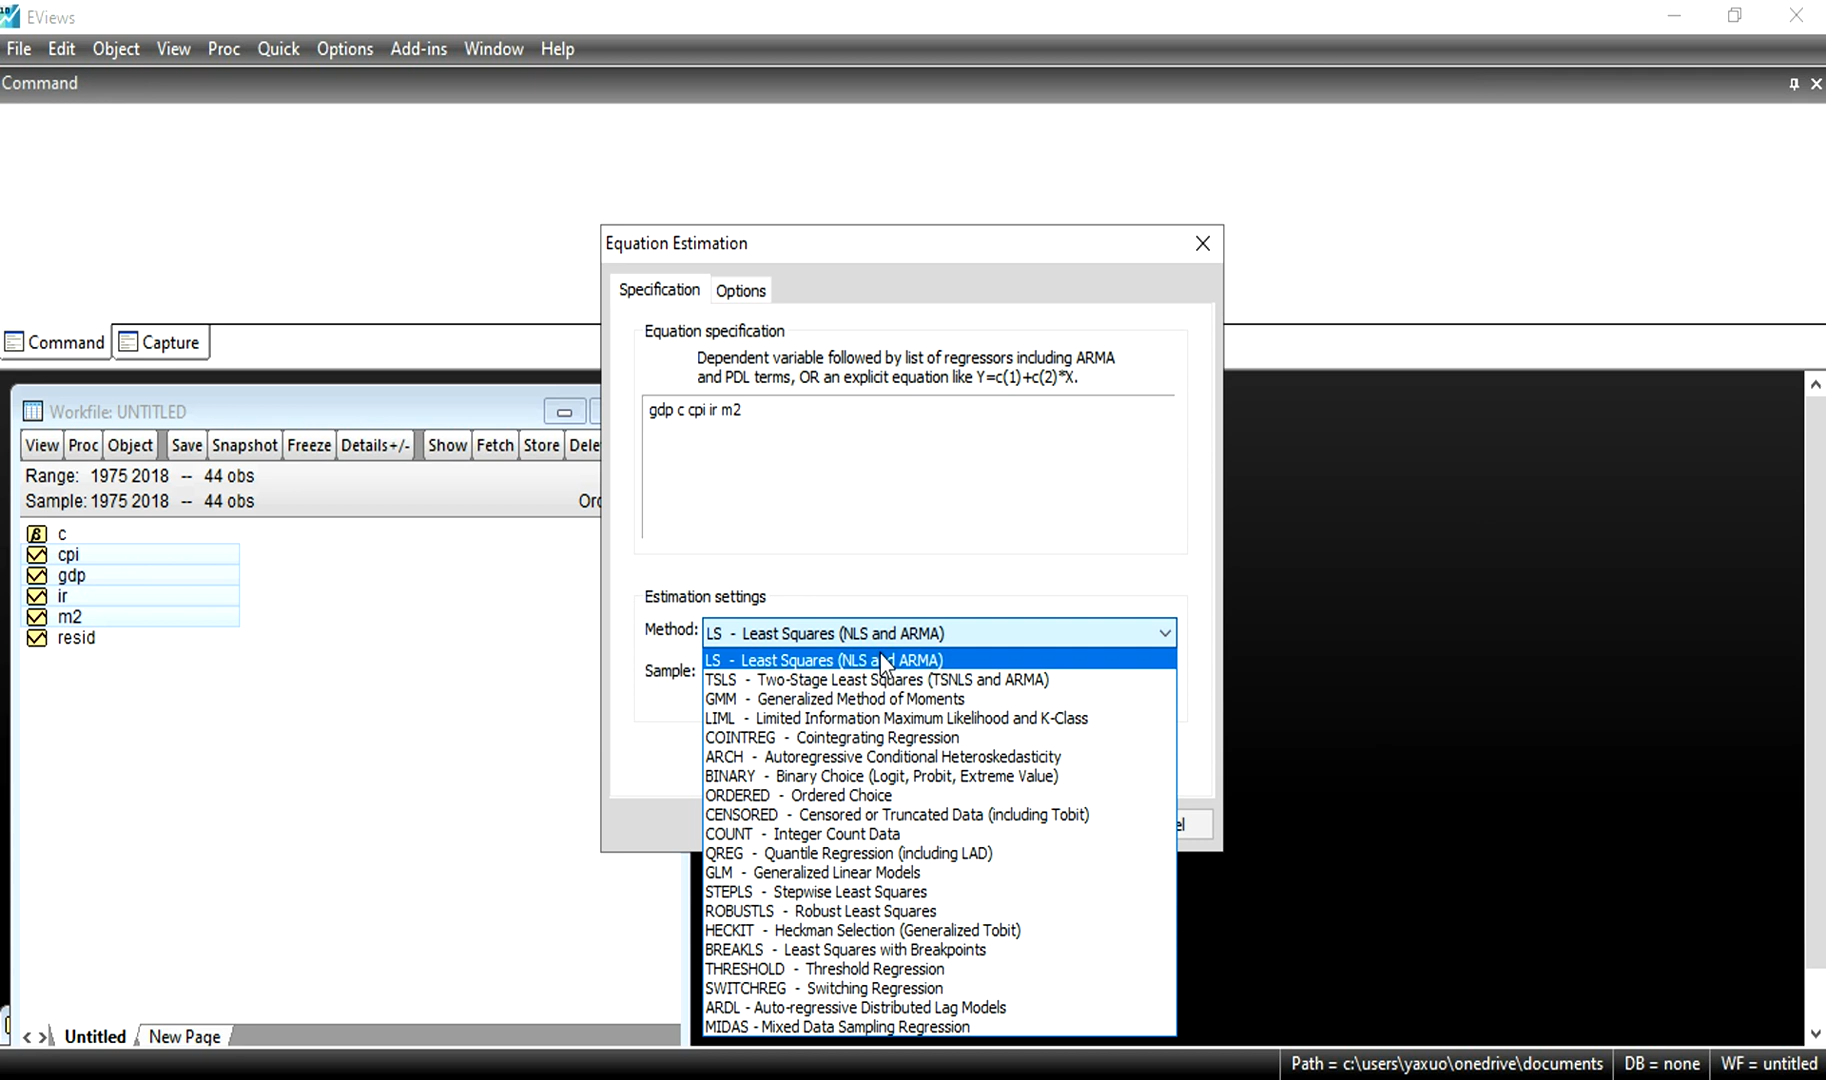 EViews
File Edit Object View Proc Quick Options Add-ins Window Help
Command
Equation Estimation
Specification Options
Equation specification
Dependent variable followed by list of regressors including ARMA
and PDL terms, OR an explicit equation like Y=c(1)+c(2)*X.
gdp c cpi ir m2
Command Capture
Workfile: UNTITLED
View Proc Object Save Snapshot Freeze Details+/- Show Fetch Store Dele
Range: 1975 2018 -- 44 obs
Sample: 1975 2018 -- 44 obs Ord
β c
cpi
gdp
ir
m2
resid
Estimation settings
Method: LS - Least Squares (NLS and ARMA)
Sample:
LS - Least Squares (NLS and ARMA)
TSLS - Two-Stage Least Squares (TSNLS and ARMA)
GMM - Generalized Method of Moments
LIML - Limited Information Maximum Likelihood and K-Class
COINTREG - Cointegrating Regression
ARCH - Autoregressive Conditional Heteroskedasticity
BINARY - Binary Choice (Logit, Probit, Extreme Value)
ORDERED - Ordered Choice
CENSORED - Censored or Truncated Data (including Tobit)
COUNT - Integer Count Data
QREG - Quantile Regression (including LAD)
GLM - Generalized Linear Models
STEPLS - Stepwise Least Squares
ROBUSTLS - Robust Least Squares
HECKIT - Heckman Selection (Generalized Tobit)
BREAKLS - Least Squares with Breakpoints
THRESHOLD - Threshold Regression
SWITCHREG - Switching Regression
ARDL - Auto-regressive Distributed Lag Models
MIDAS - Mixed Data Sampling Regression
el
Untitled New Page
Path = c:\users\yaxuo\onedrive\documents DB = none WF = untitled